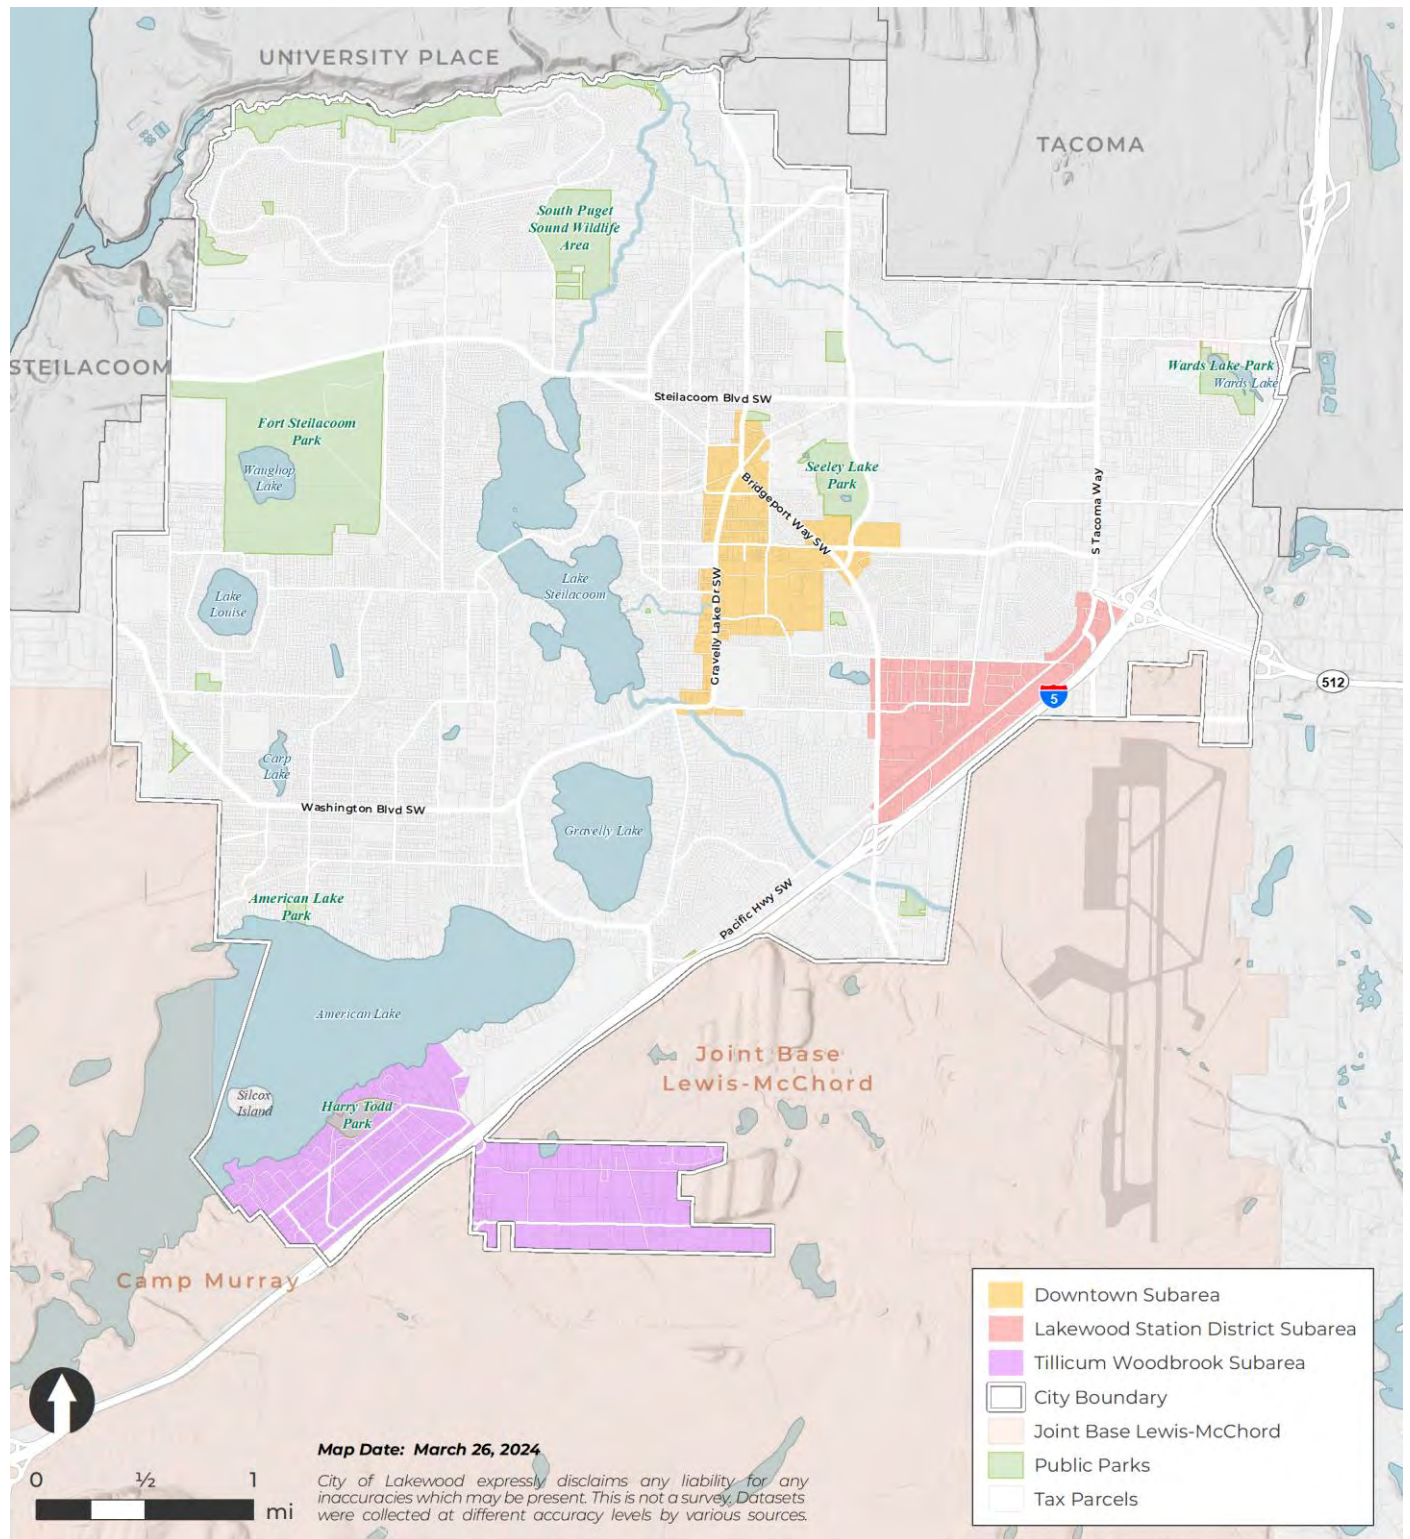 UNIVERSITY PLACE
TACOMA
South Puget
Sound Wildlife
Area
STEILACOOM
Wards Lake Park
Wards Lake
Steilacoom Blvd SW
Fort Steilacoom
Park
Waughop
Lake
Seeley Lake
Park
Bridgeport Way SW
S Tacoma Way
Lake
Louise
Lake
Steilacoom
Gravelly Lake Dr SW
512
5
Carp
Lake
Washington Blvd SW
Gravelly Lake
American Lake
Park
Pacific Hwy SW
American Lake
Joint Base
Lewis-McChord
Silcox
Island
Harry Todd
Park
Camp Murray
Downtown Subarea
Lakewood Station District Subarea
Tillicum Woodbrook Subarea
City Boundary
Joint Base Lewis-McChord
Public Parks
Tax Parcels
Map Date: March 26, 2024
0 ½ 1
mi
City of Lakewood expressly disclaims any liability for any
inaccuracies which may be present. This is not a survey. Datasets
were collected at different accuracy levels by various sources.